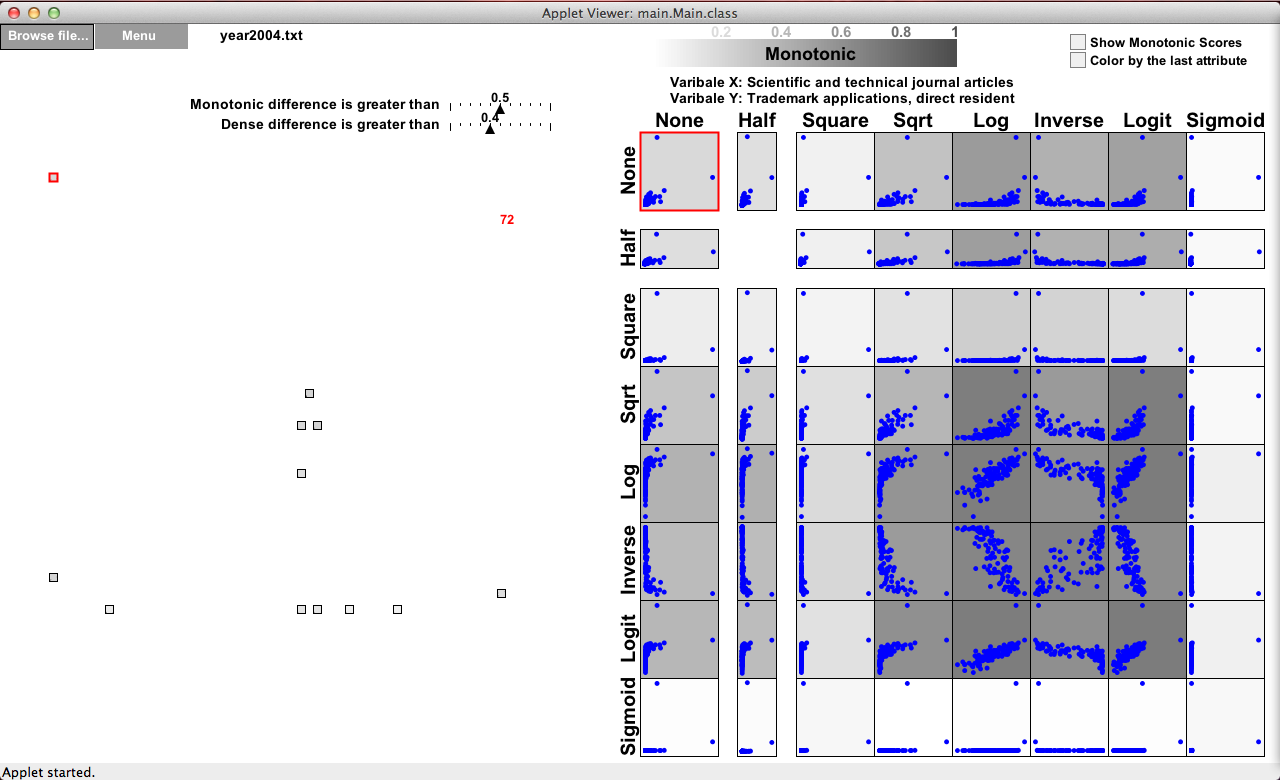 Applet Viewer: main.Main.class
Browse file... Menu year2004.txt
0.2 0.4 0.6 0.8 1
Monotonic
Show Monotonic Scores
Color by the last attribute
Varibale X: Scientific and technical journal articles
Varibale Y: Trademark applications, direct resident
Monotonic difference is greater than 0.5
Dense difference is greater than 0.4
None Half Square Sqrt Log Inverse Logit Sigmoid
None
72
Half
Square
Sqrt
Log
Inverse
Logit
Sigmoid
Applet started.